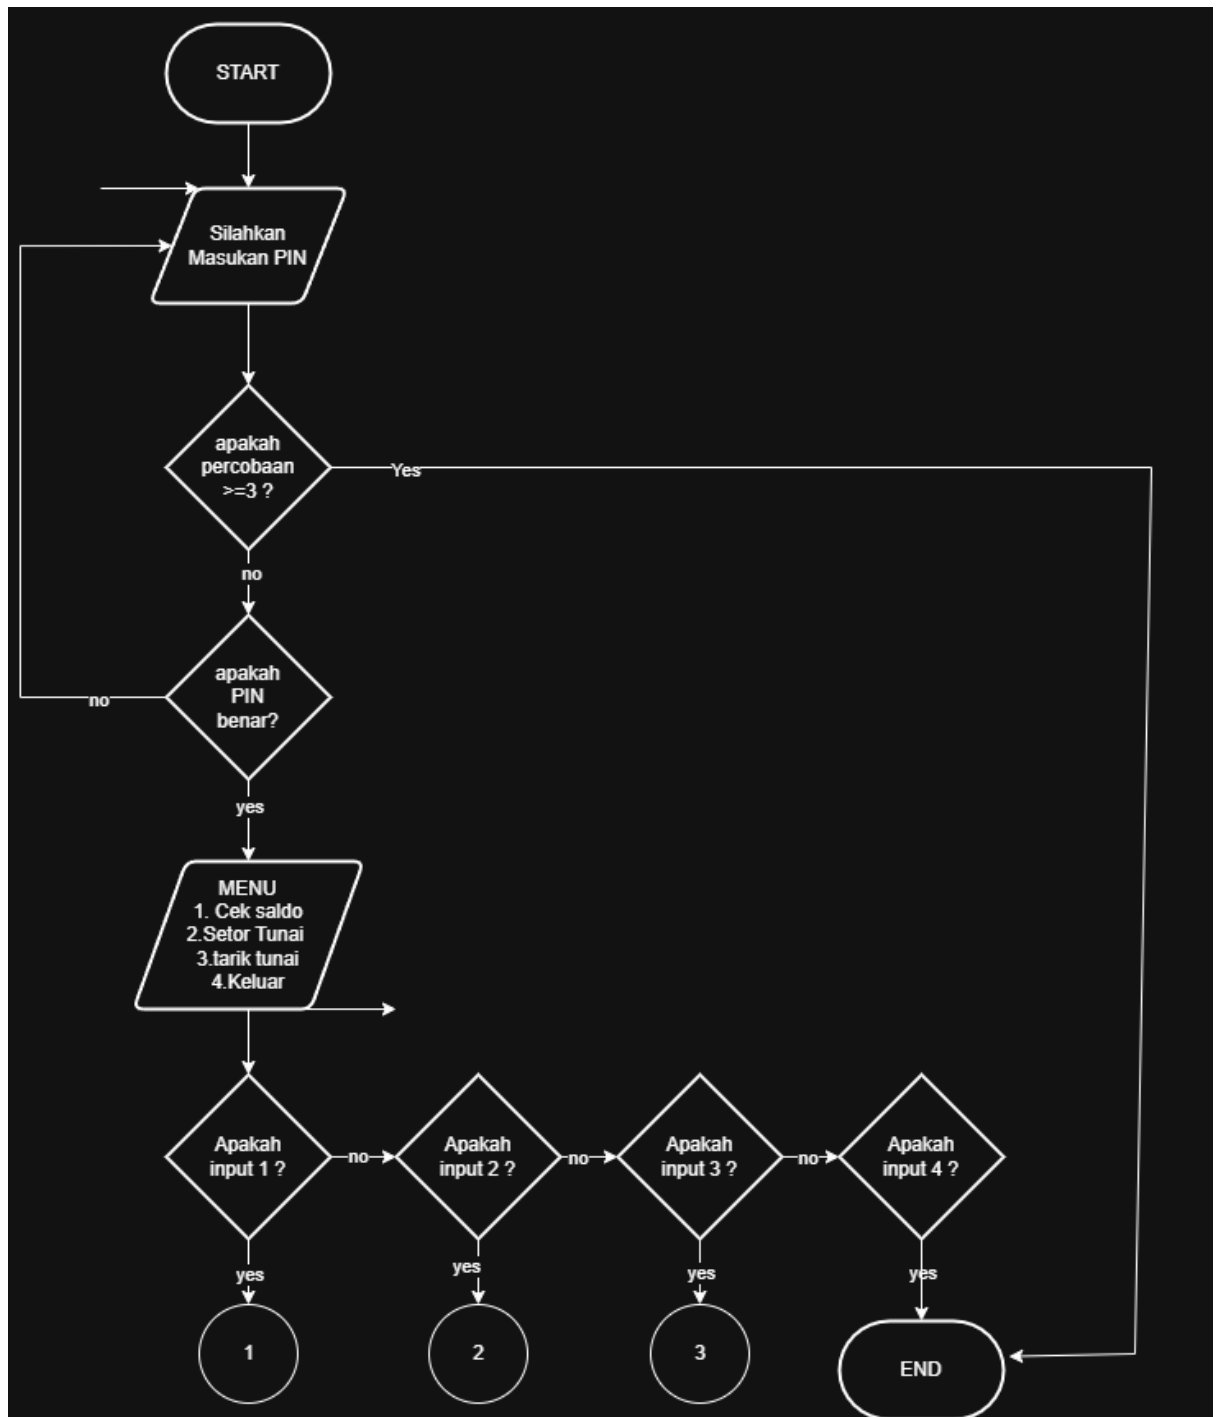 START
Silahkan
Masukan PIN
apakah
percobaan
>=3 ?
Yes
no
apakah
PIN
benar?
no
yes
MENU
1. Cek saldo
2.Setor Tunai
3.tarik tunai
4.Keluar
Apakah
input 1 ?
no
Apakah
input 2 ?
no
Apakah
input 3 ?
no
Apakah
input 4 ?
yes
yes
yes
yes
1
2
3
END